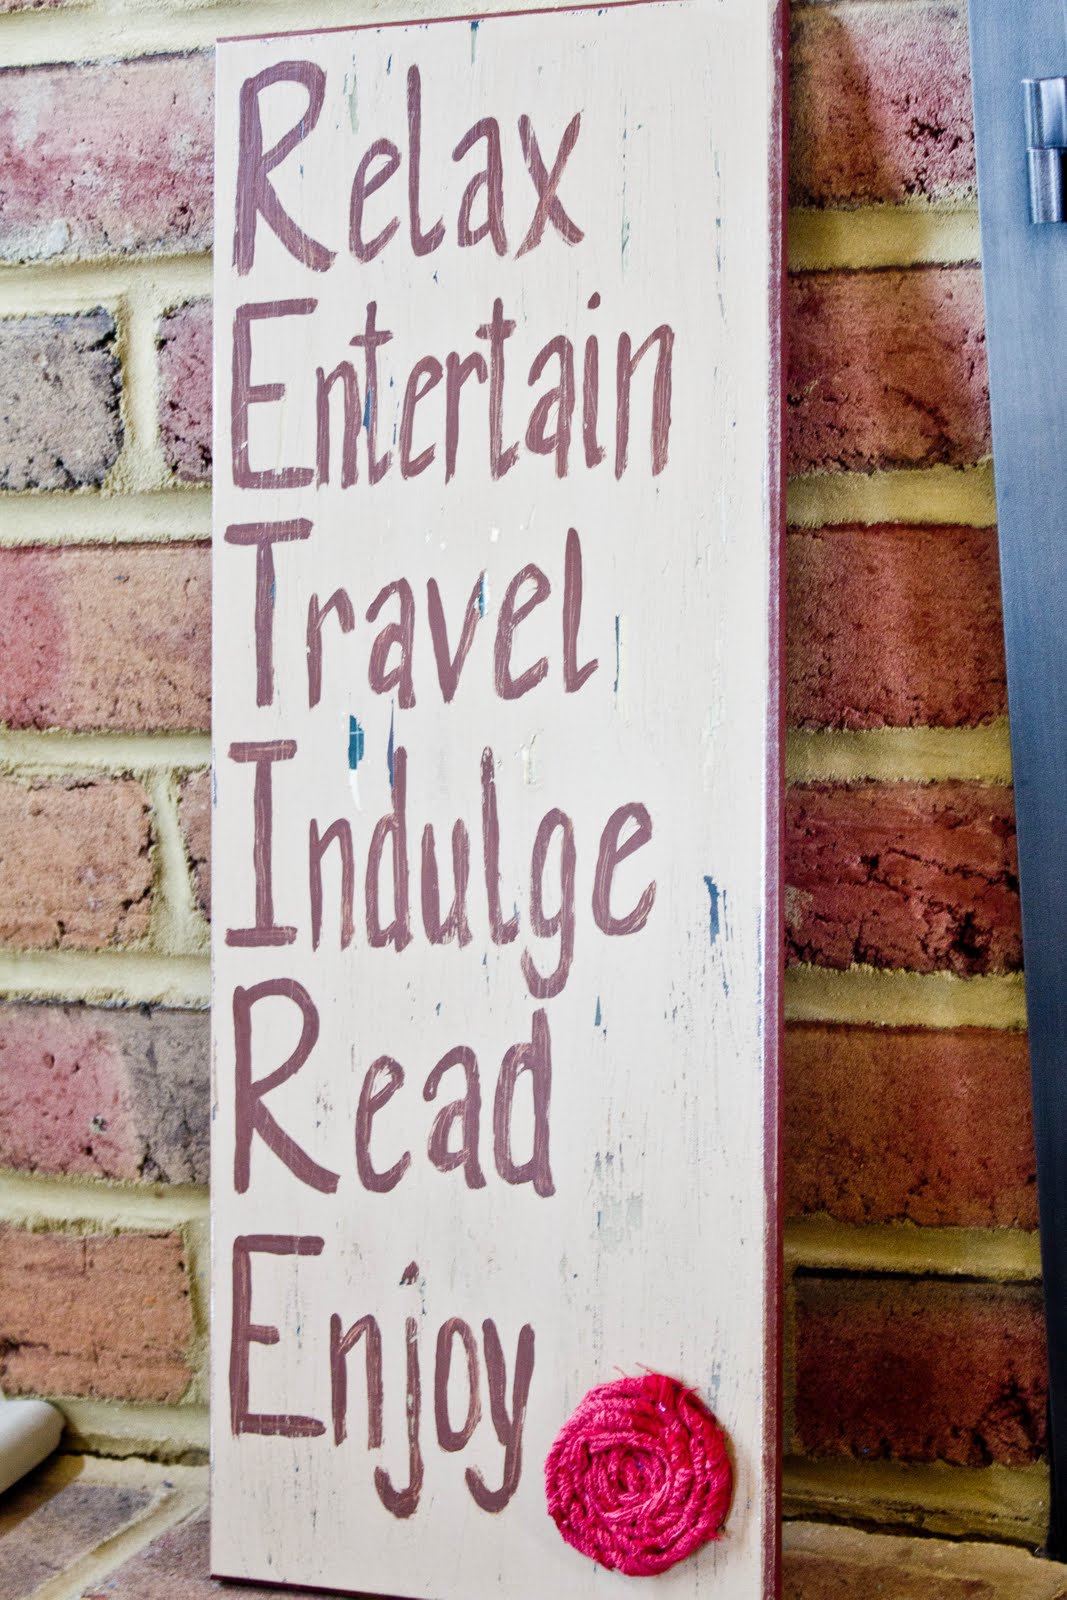 Relax
Entertain
Travel
Indulge
Read
Enjoy